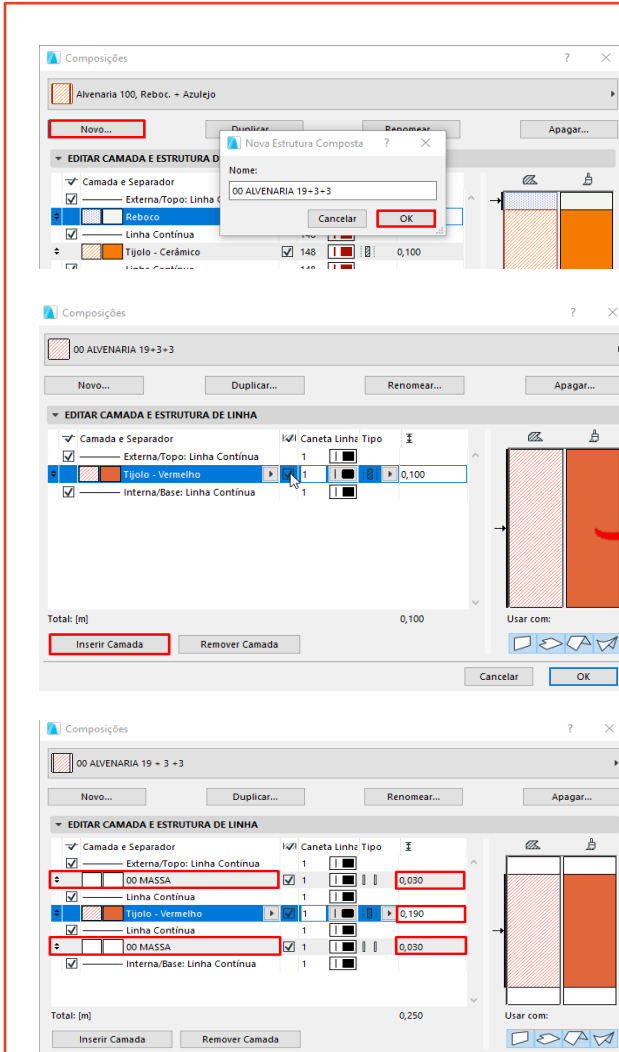 Composições ? ×
Alvenaria 100, Reboc. + Azulejo
Novo... Duplicar Renomear Apagar...
Nova Estrutura Composta ? ×
EDITAR CAMADA E ESTRUTURA D
Nome:
Camada e Separador
00 ALVENARIA 19+3+3
Externa/Topo: Linha C
Reboco
Cancelar OK
Linha Contínua 148
Tijolo - Cerâmico 148 0,100
Linha Contínua 148
Composições ? ×
00 ALVENARIA 19+3+3
Novo... Duplicar... Renomear... Apagar...
EDITAR CAMADA E ESTRUTURA DE LINHA
Camada e Separador Caneta Linha Tipo
Externa/Topo: Linha Contínua 1
Tijolo - Vermelho 1 0,100
Interna/Base: Linha Contínua 1
Total: [m] 0,100 Usar com:
Inserir Camada Remover Camada
Cancelar OK
Composições ? ×
00 ALVENARIA 19 + 3 +3
Novo... Duplicar... Renomear... Apagar...
EDITAR CAMADA E ESTRUTURA DE LINHA
Camada e Separador Caneta Linha Tipo
Externa/Topo: Linha Contínua 1
00 MASSA 1 0,030
Linha Contínua 1
Tijolo - Vermelho 1 0,190
Linha Contínua 1
00 MASSA 1 0,030
Interna/Base: Linha Contínua 1
Total: [m] 0,250 Usar com:
Inserir Camada Remover Camada